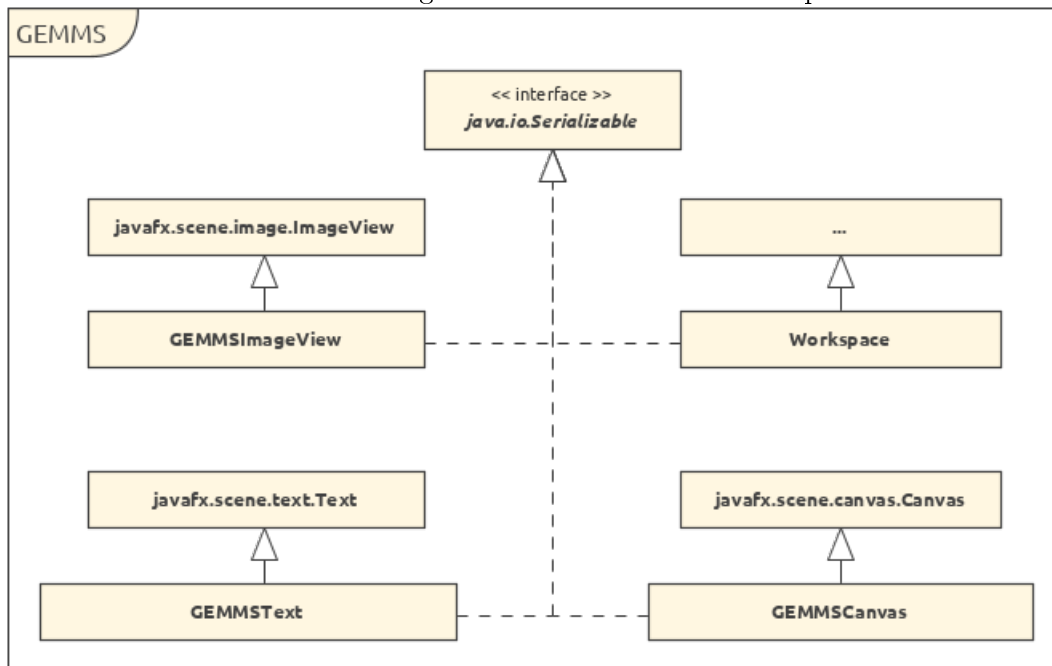 GEMMS
<< interface >>
java.io.Serializable
javafx.scene.image.ImageView
...
GEMMSImageView
Workspace
javafx.scene.text.Text
javafx.scene.canvas.Canvas
GEMMSText
GEMMSCanvas